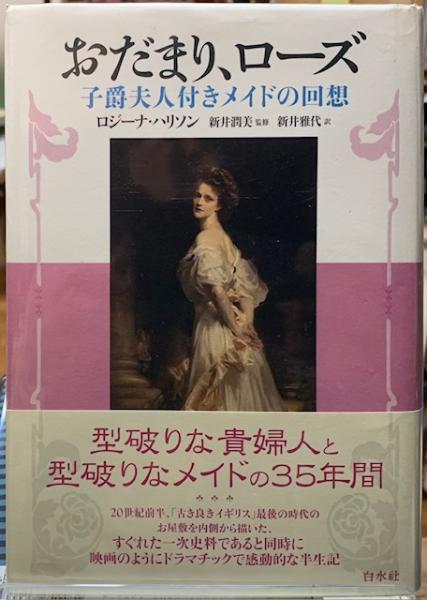 おだまり、ローズ
子爵夫人付きメイドの回想
ロジーナ・ハリソン 新井潤美 監修 新井雅代 訳
型破りな貴婦人と
型破りなメイドの35年間
20世紀前半、「古き良きイギリス」最後の時代の
お屋敷を内側から描いた、
すぐれた一次史料であると同時に
映画のようにドラマチックで感動的な半生記
白水社